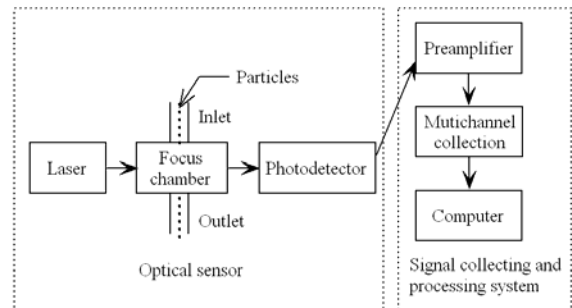 Particles
Inlet
Laser
Focus
chamber
Photodetector
Outlet
Optical sensor
Preamplifier
Mutichannel
collection
Computer
Signal collecting and
processing system